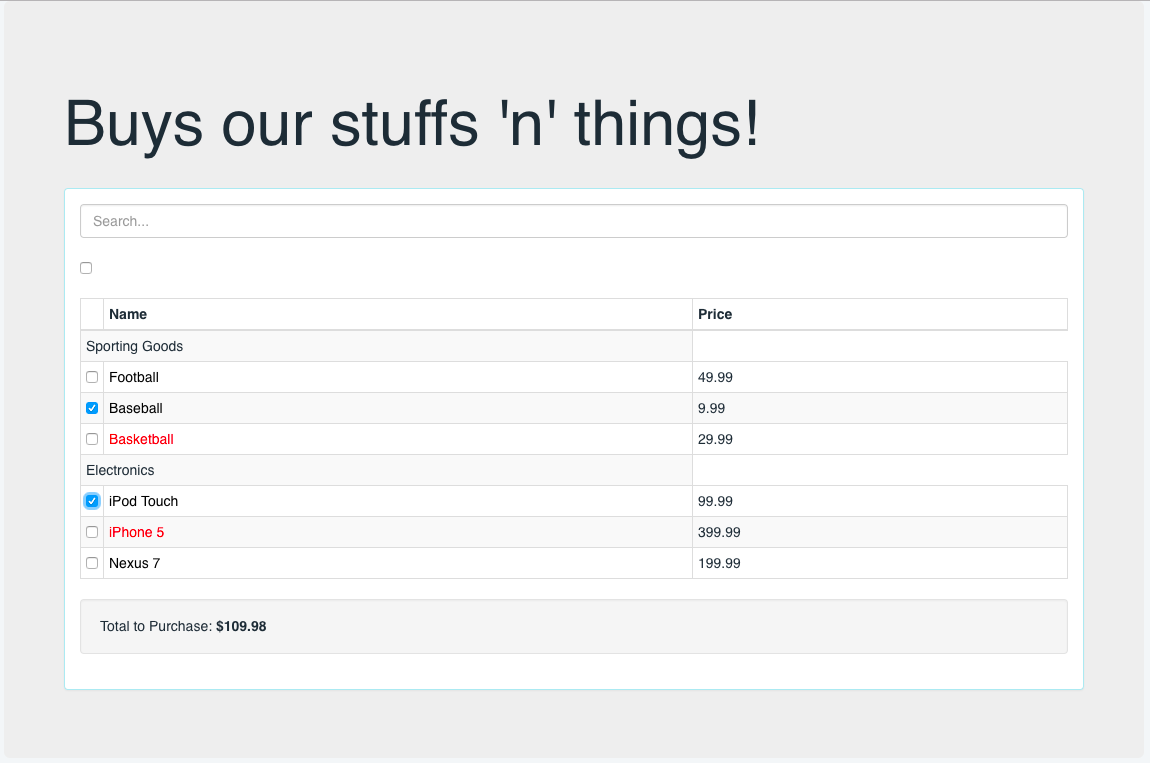 Buys our stuffs 'n' things!
Search...
Name Price
Sporting Goods
Football 49.99
Baseball 9.99
Basketball 29.99
Electronics
iPod Touch 99.99
iPhone 5 399.99
Nexus 7 199.99
Total to Purchase: $109.98